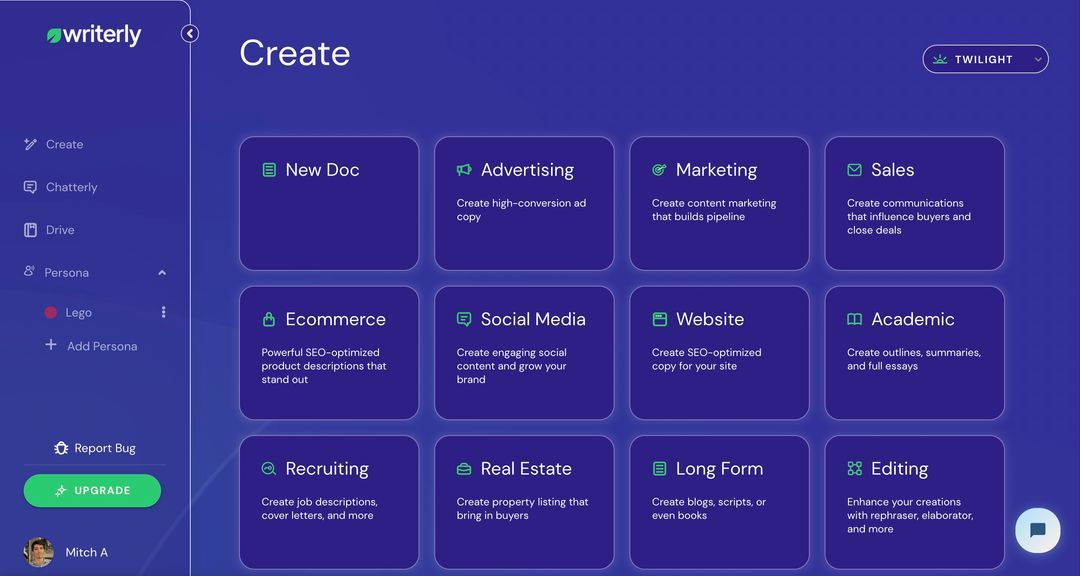 writerly
Create
Chatterly
Drive
Persona
Lego
Add Persona
Report Bug
UPGRADE
Mitch A
Create
TWILIGHT
New Doc
Advertising
Create high-conversion ad
copy
Marketing
Create content marketing
that builds pipeline
Sales
Create communications
that influence buyers and
close deals
Ecommerce
Powerful SEO-optimized
product descriptions that
stand out
Social Media
Create engaging social
content and grow your
brand
Website
Create SEO-optimized
copy for your site
Academic
Create outlines, summaries,
and full essays
Recruiting
Create job descriptions,
cover letters, and more
Real Estate
Create property listing that
bring in buyers
Long Form
Create blogs, scripts, or
even books
Editing
Enhance your creations
with rephraser, elaborator,
and more